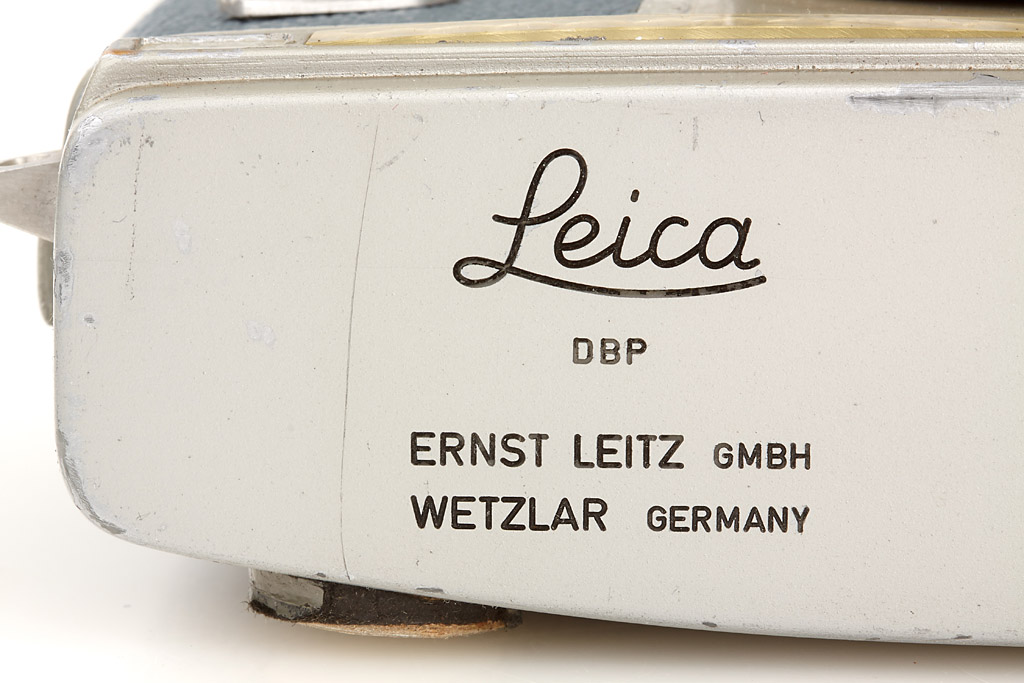 Leica
DBP
ERNST LEITZ GMBH
WETZLAR GERMANY